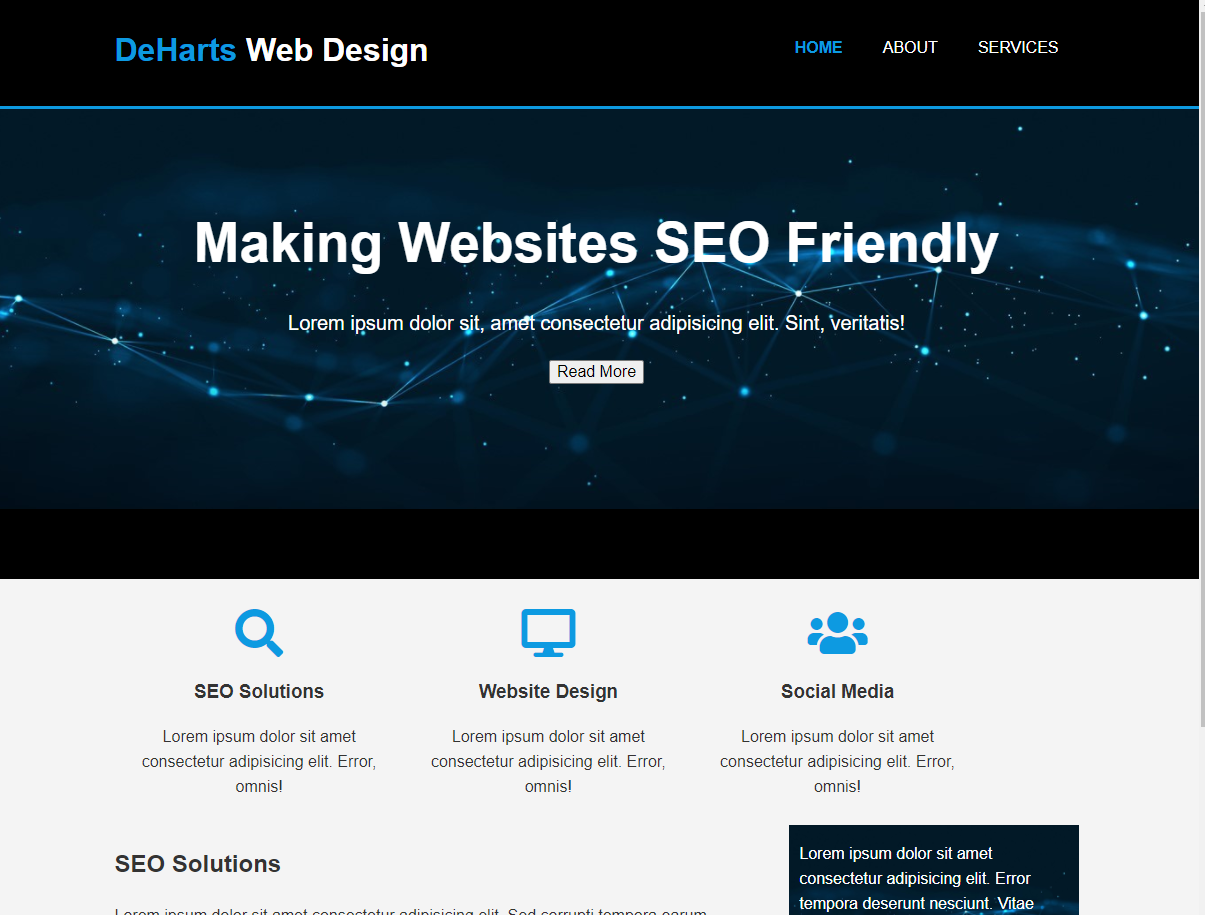 DeHarts Web Design
HOME ABOUT SERVICES
Making Websites SEO Friendly
Lorem ipsum dolor sit, amet consectetur adipisicing elit. Sint, veritatis!
Read More
SEO Solutions
Lorem ipsum dolor sit amet
consectetur adipisicing elit. Error,
omnis!
Website Design
Lorem ipsum dolor sit amet
consectetur adipisicing elit. Error,
omnis!
Social Media
Lorem ipsum dolor sit amet
consectetur adipisicing elit. Error,
omnis!
SEO Solutions
Lorem ipsum dolor sit amet consectetur adipisicing elit. Sed corrupti tempora earum
Lorem ipsum dolor sit amet
consectetur adipisicing elit. Error
tempora deserunt nesciunt. Vitae